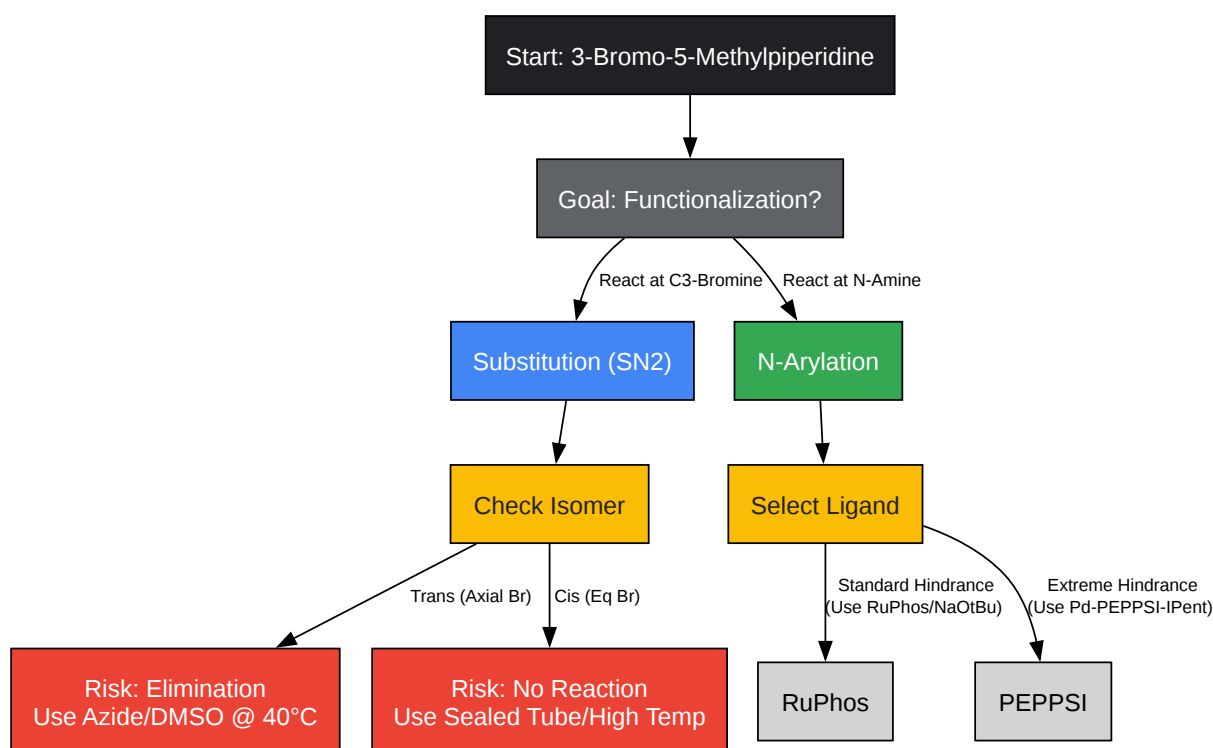 Start: 3-Bromo-5-Methylpiperidine
Goal: Functionalization?
React at C3-Bromine
React at N-Amine
Substitution (SN2)
N-Arylation
Check Isomer
Select Ligand
Trans (Axial Br)
Cis (Eq Br)
Standard Hindrance
(Use RuPhos/NaOtBu)
Extreme Hindrance
(Use Pd-PEPPSI-IPent)
Risk: Elimination
Use Azide/DMSO @ 40°C
Risk: No Reaction
Use Sealed Tube/High Temp
RuPhos
PEPPSI